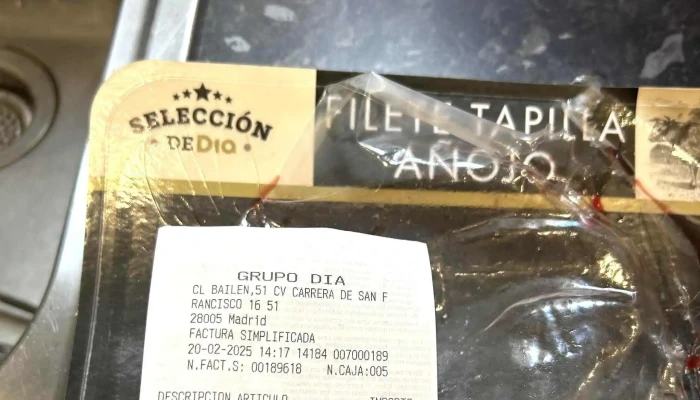 SELECCIÓN
DE Dia
FILETE TAPILLA
AÑOJO
GRUPO DIA
CL BAILEN,51 CV CARRERA DE SAN F
RANCISCO 16 51
28005 Madrid
FACTURA SIMPLIFICADA
20-02-2025 14:17 14184 007000189
N.FACT.S: 00189618 N.CAJA:005
DESCRIPCION ARTICULO IMPORTE